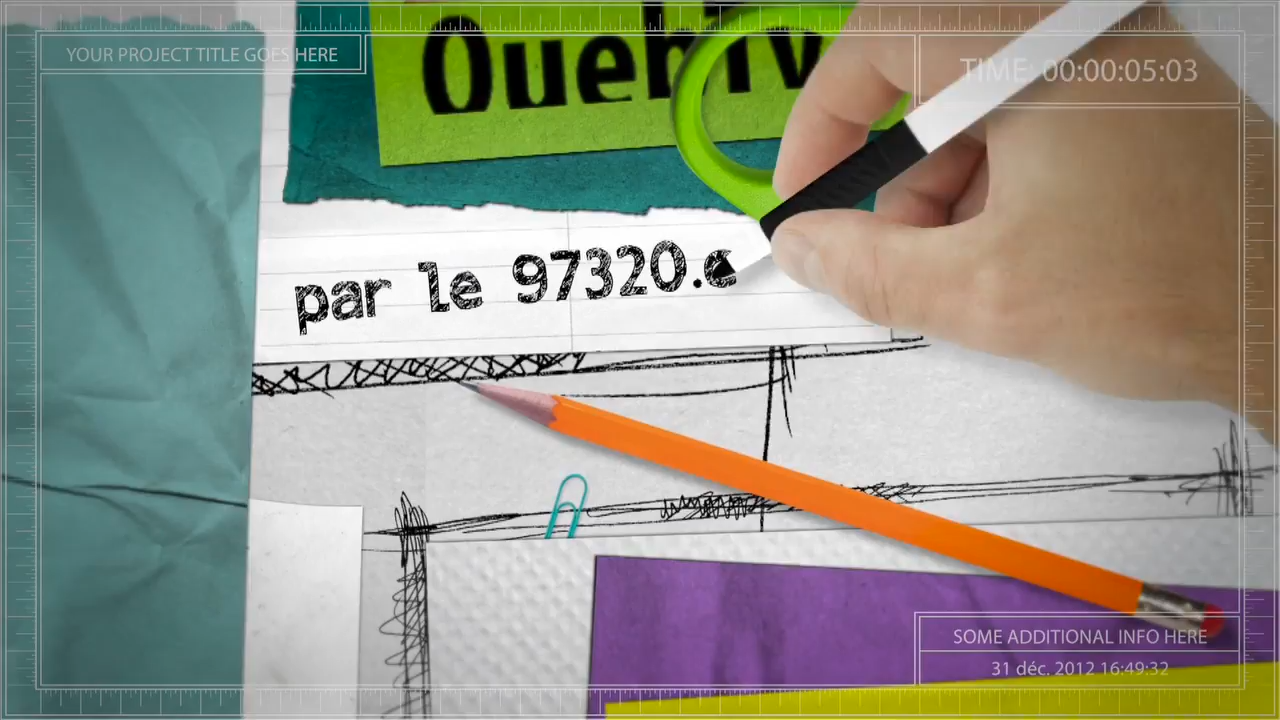 YOUR PROJECT TITLE GOES HERE
TIME: 00:00:05:03
par le 97320.c
SOME ADDITIONAL INFO HERE
31 déc. 2012 16:49:32